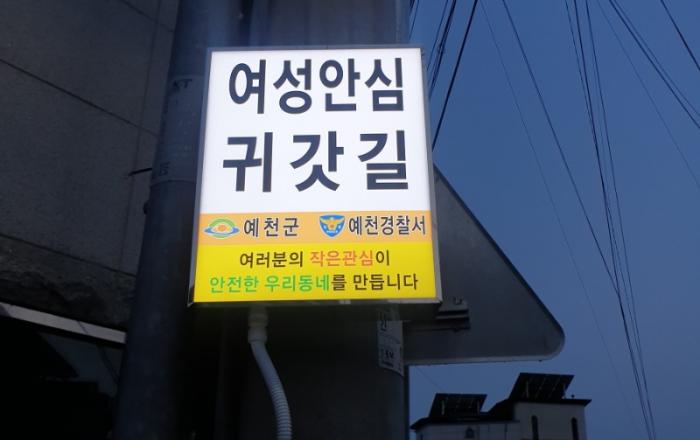 여성안심
귀갓길
예천군 예천경찰서
여러분의 작은관심이
안전한 우리동네를 만듭니다